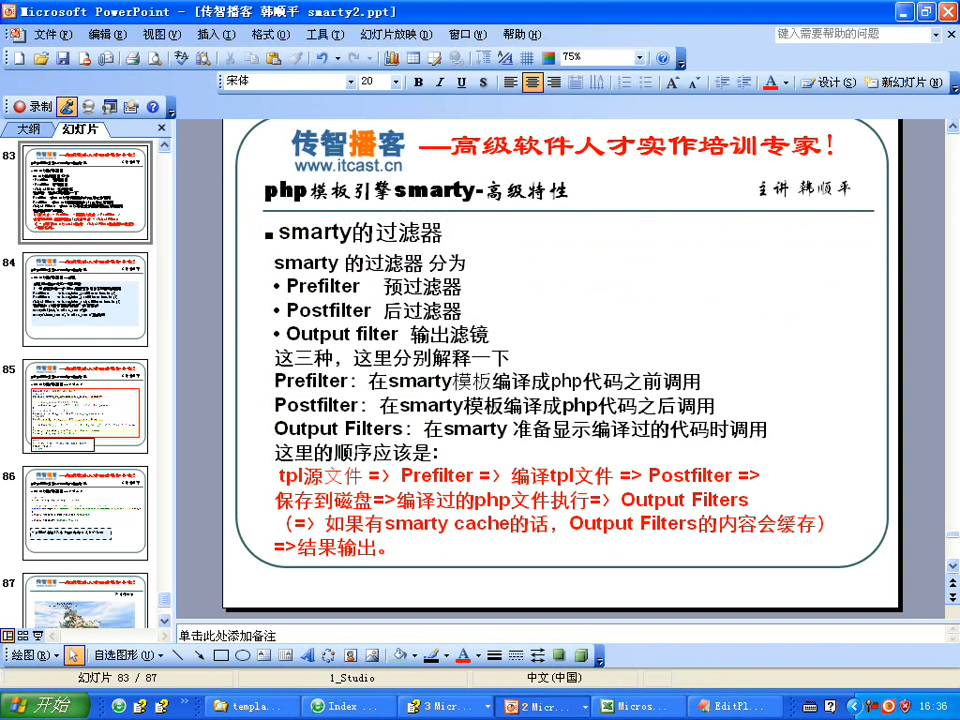 Microsoft PowerPoint - [传智播客 韩顺平 smarty2.ppt]
文件(F) 编辑(E) 视图(V) 插入(I) 格式(O) 工具(T) 幻灯片放映(D) 窗口(W) 帮助(H) 键入需要帮助的问题
75%
宋体 20 B I U S 设计(S) 新幻灯片(N)
录制
大纲 幻灯片
83
84
85
86
87
传智播客 —高级软件人才实作培训专家!
www.itcast.cn
php模板引擎smarty-高级特性 主讲 韩顺平
smarty的过滤器
smarty 的过滤器 分为
• Prefilter 预过滤器
• Postfilter 后过滤器
• Output filter 输出滤镜
这三种，这里分别解释一下
Prefilter：在smarty模板编译成php代码之前调用
Postfilter：在smarty模板编译成php代码之后调用
Output Filters：在smarty 准备显示编译过的代码时调用
这里的顺序应该是:
tpl源文件 =〉Prefilter =〉编译tpl文件 => Postfilter =>
保存到磁盘=>编译过的php文件执行=〉Output Filters
（=〉如果有smarty cache的话，Output Filters的内容会缓存）
=>结果输出。
单击此处添加备注
绘图(R) 自选图形(U)
幻灯片 83 / 87 1_Studio 中文(中国)
开始 templa... Index ... 3 Micr... 2 Micr... Micros... EditPl... 16:36